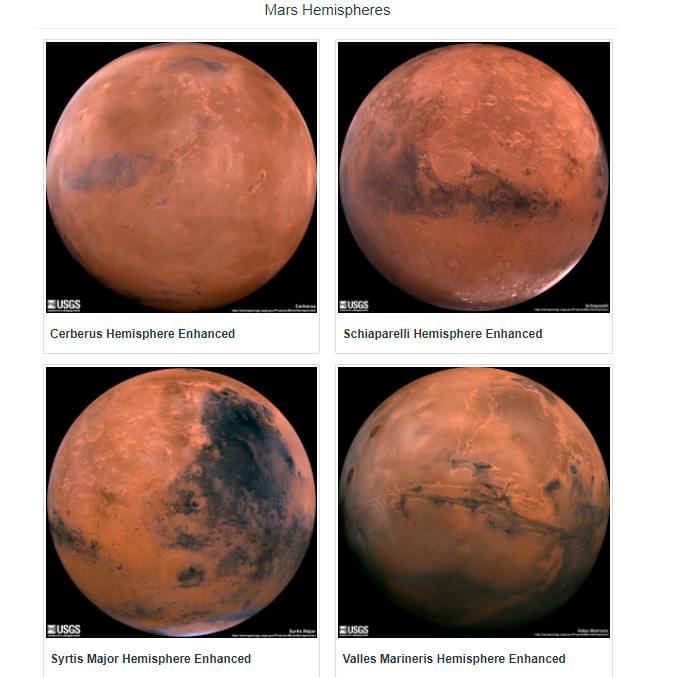 Mars Hemispheres
USGS
Cerberus
USGS
Schiaparelli
Cerberus Hemisphere Enhanced
Schiaparelli Hemisphere Enhanced
USGS
Syrtis Major
USGS
Valles Marineris
Syrtis Major Hemisphere Enhanced
Valles Marineris Hemisphere Enhanced